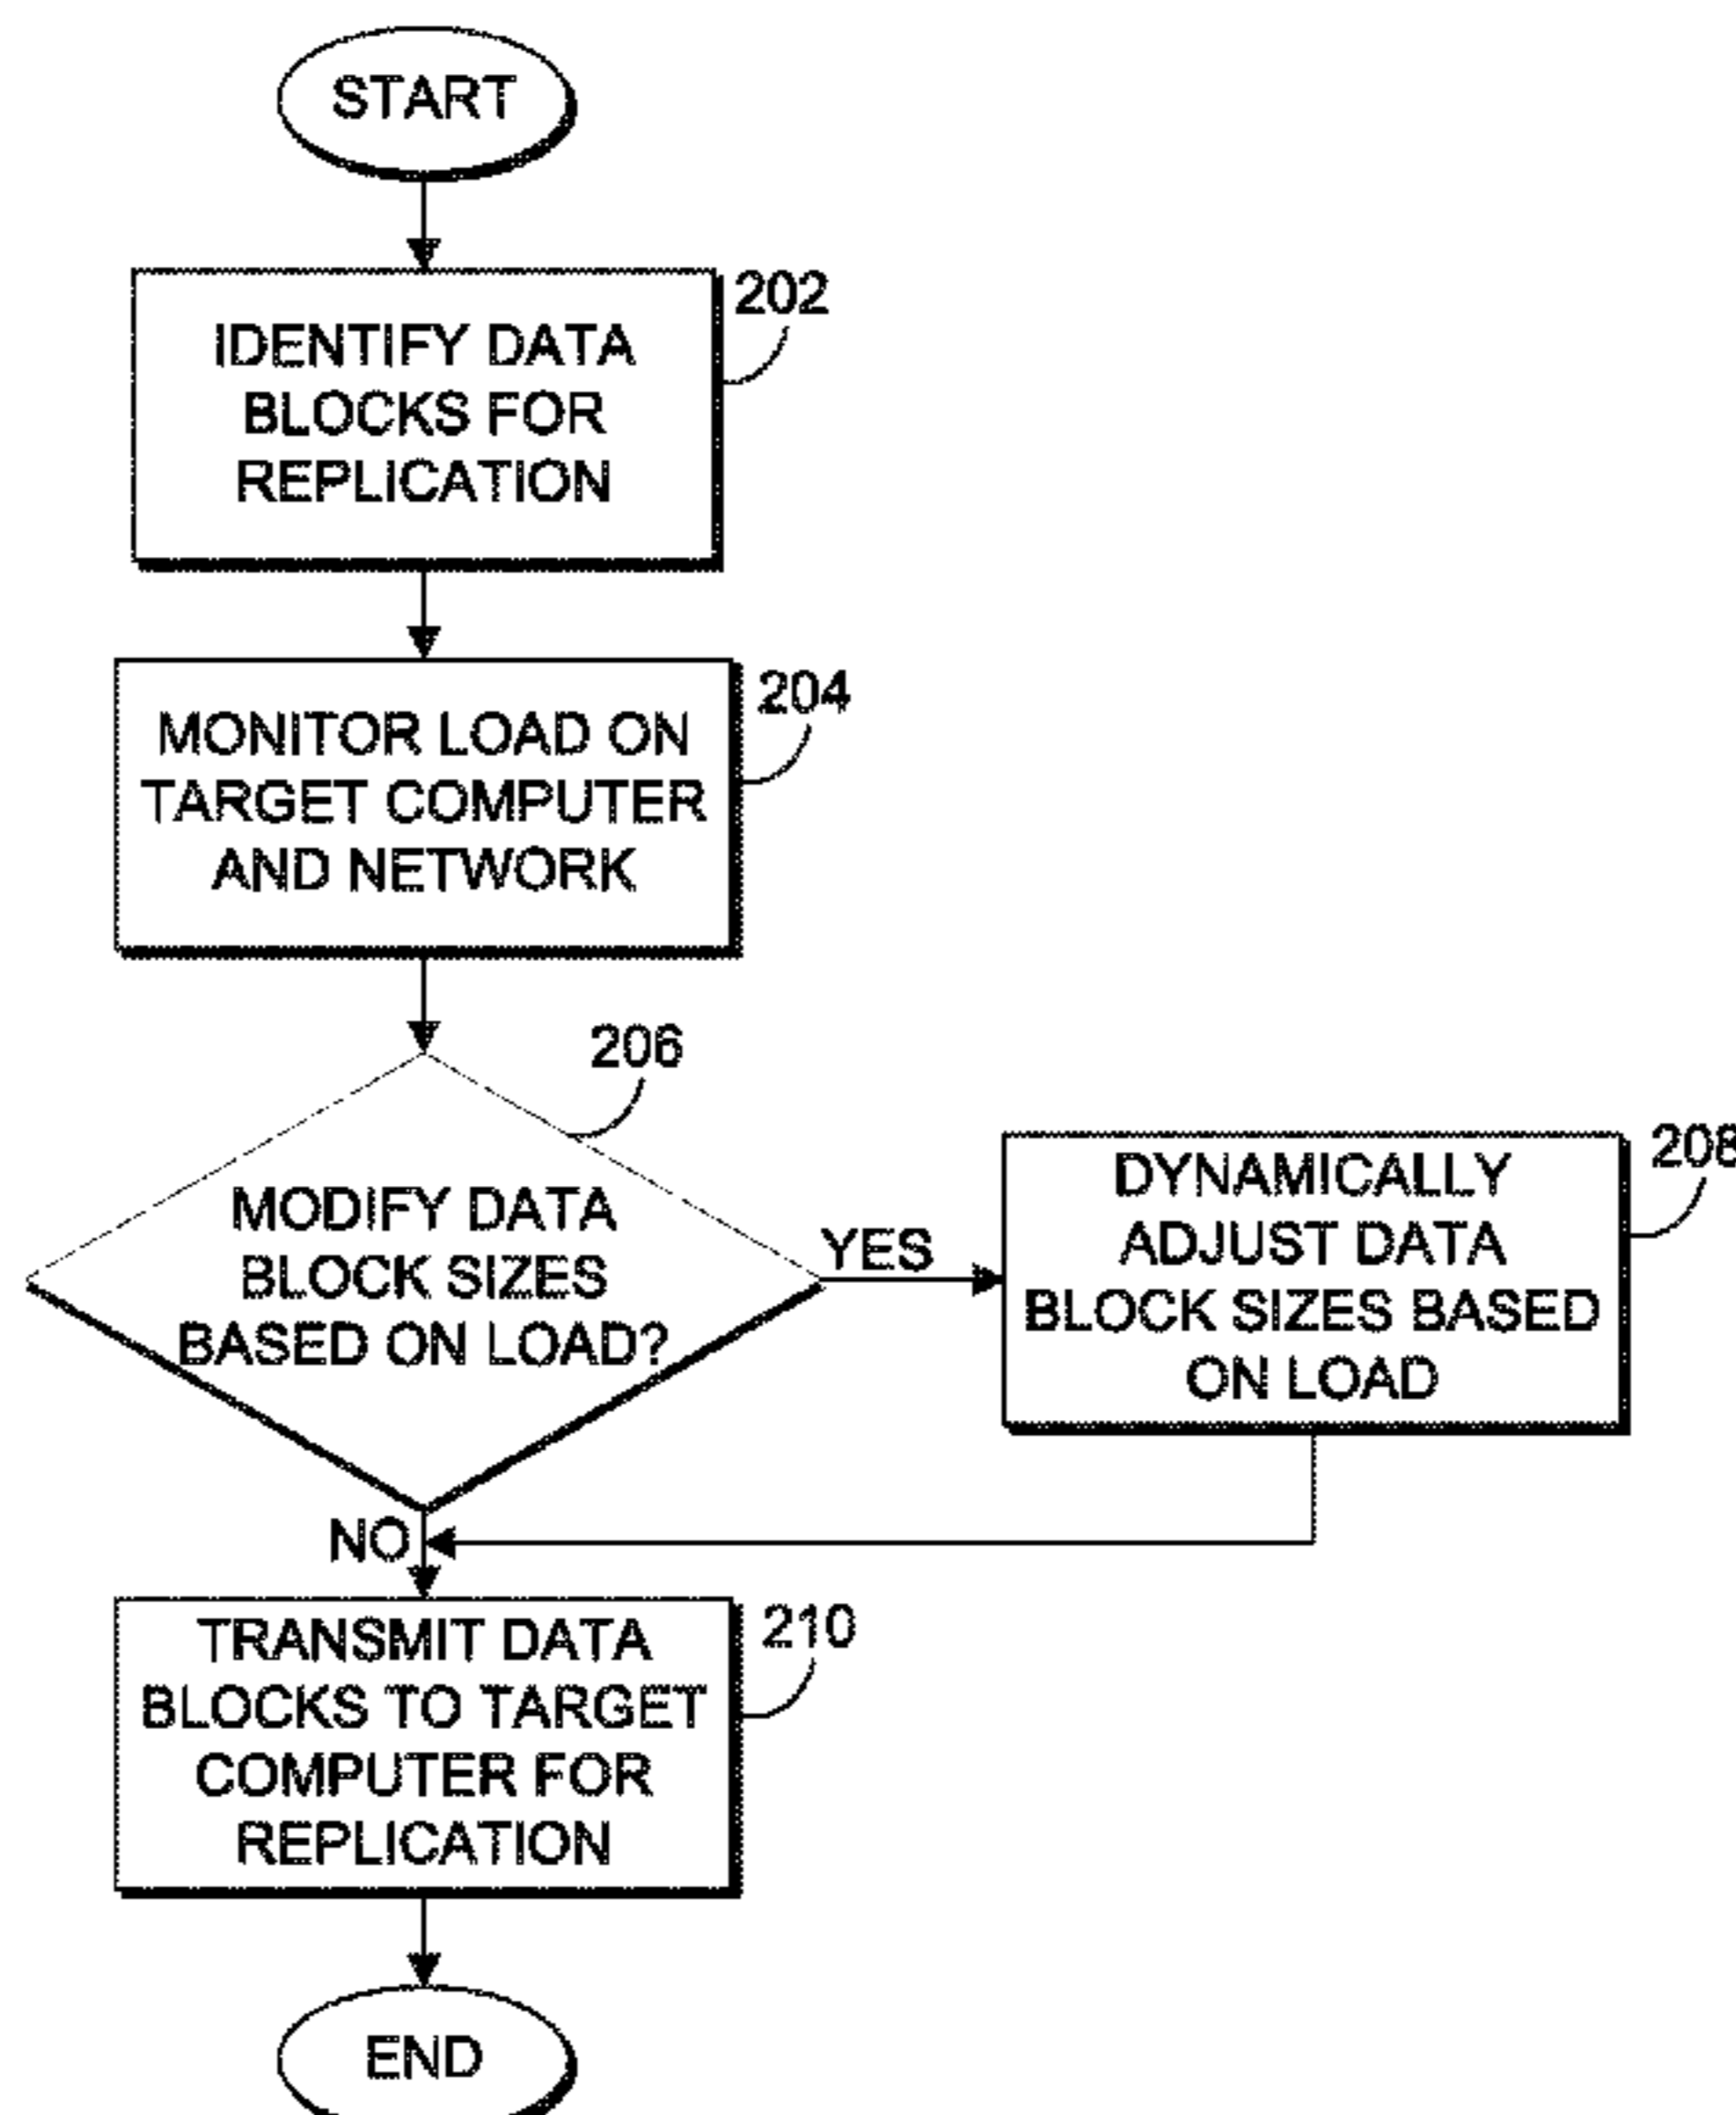 START
202
IDENTIFY DATA
BLOCKS FOR
REPLICATION
204
MONITOR LOAD ON
TARGET COMPUTER
AND NETWORK
206
MODIFY DATA
BLOCK SIZES
BASED ON LOAD?
YES
208
DYNAMICALLY
ADJUST DATA
BLOCK SIZES BASED
ON LOAD
NO
210
TRANSMIT DATA
BLOCKS TO TARGET
COMPUTER FOR
REPLICATION
END